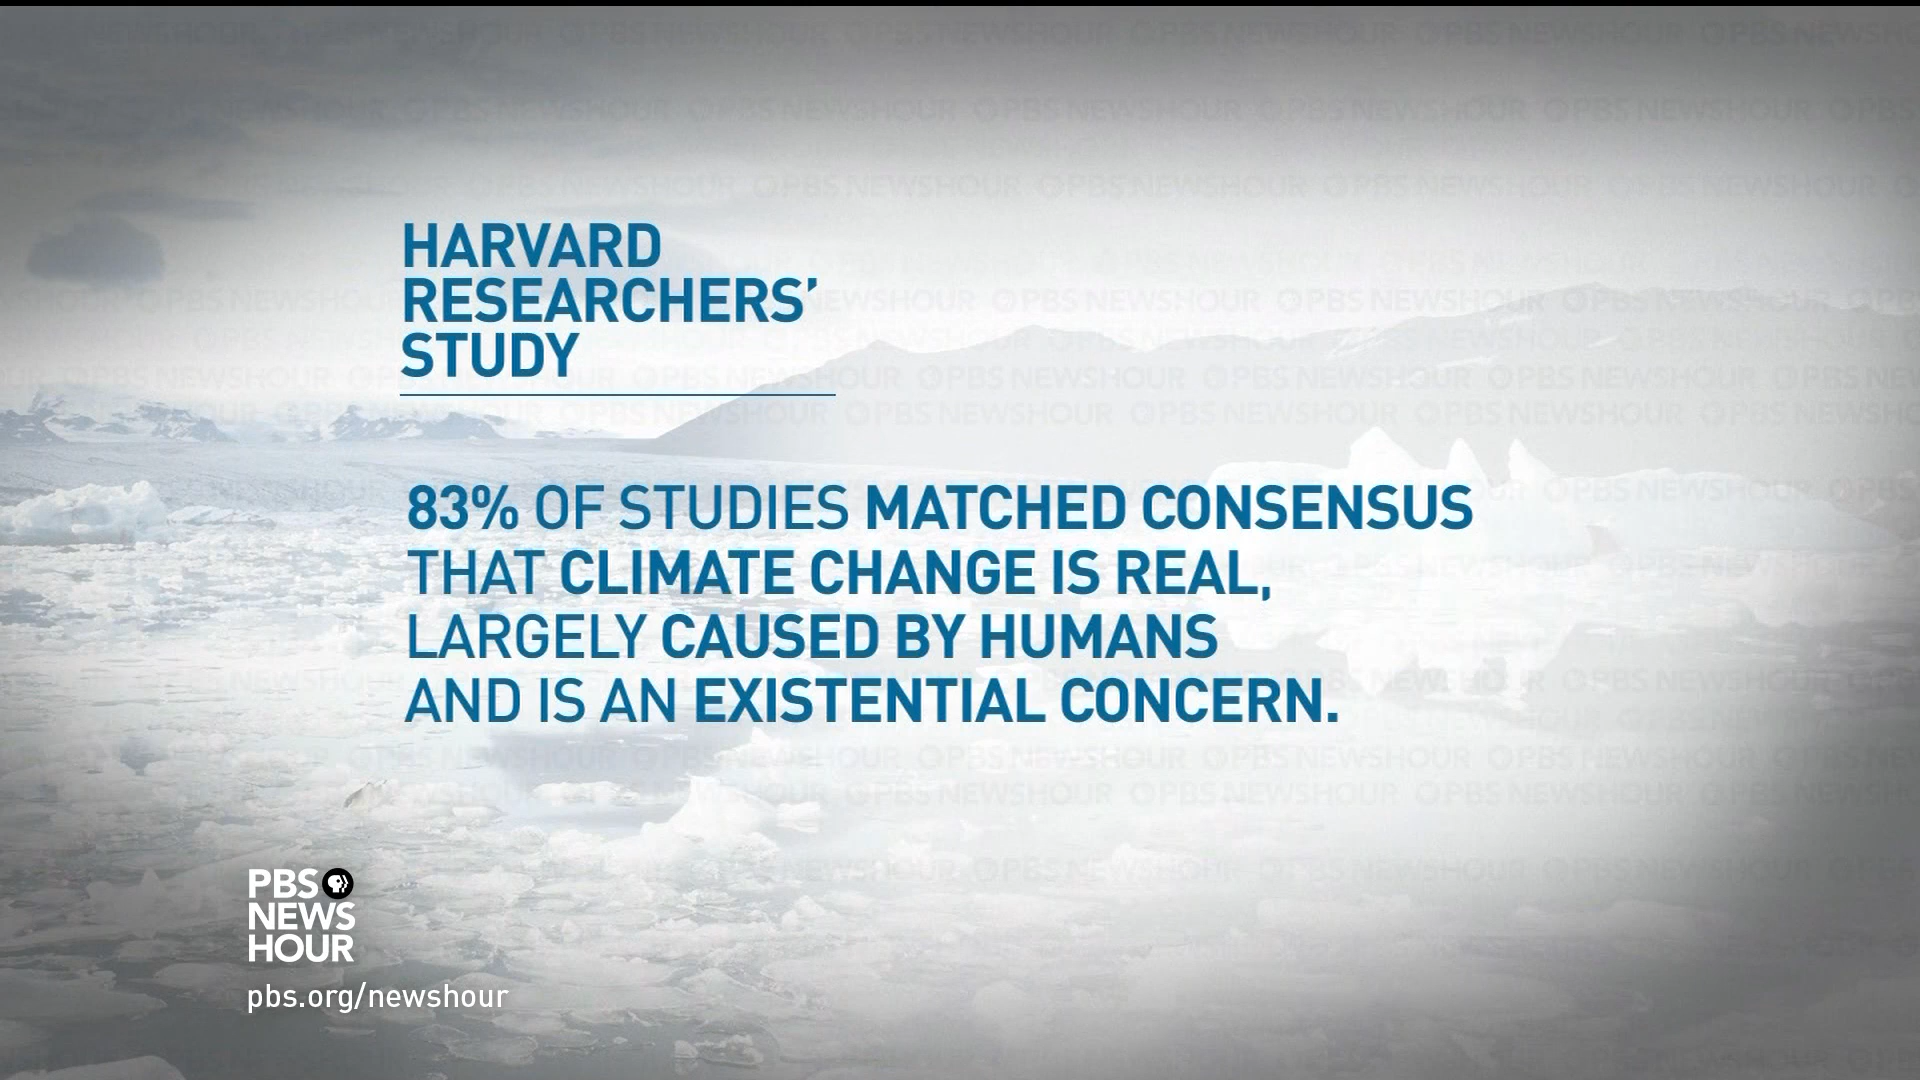 HARVARD
RESEARCHERS’
STUDY
83% OF STUDIES MATCHED CONSENSUS
THAT CLIMATE CHANGE IS REAL,
LARGELY CAUSED BY HUMANS
AND IS AN EXISTENTIAL CONCERN.
PBS
NEWS
HOUR
pbs.org/newshour